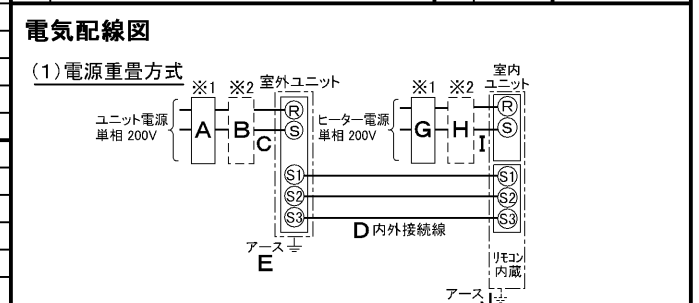 電気配線図
(1)電源重畳方式
※1 ※2 室外ユニット
ユニット電源
単相 200V
A B C
R
S
S1
S2
S3
アース
E
D 内外接続線
※1 ※2 室内
ユニット
ヒーター電源
単相 200V
G H I
R
S
S1
S2
S3
リモコン
内蔵
アース